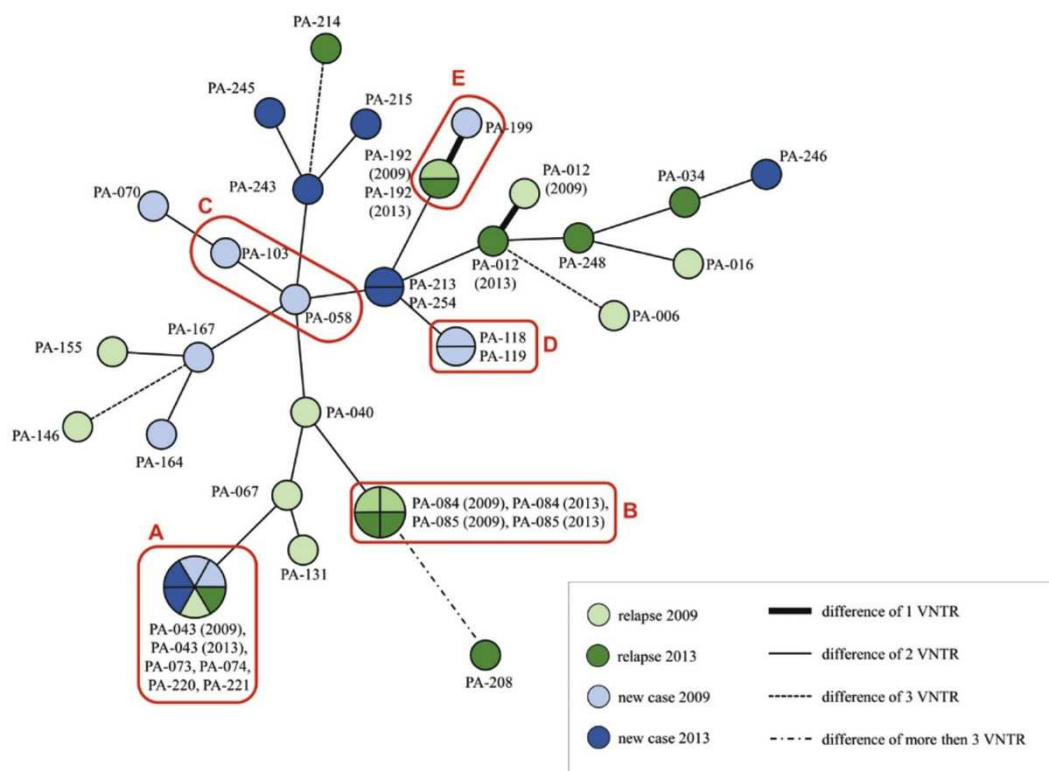 PA-214
PA-245
PA-215
E
PA-199
PA-192
(2009)
PA-192
(2013)
PA-012
(2009)
PA-034
PA-246
PA-070
PA-243
C
PA-103
PA-012
(2013)
PA-248
PA-016
PA-213
PA-254
PA-058
PA-006
PA-167
PA-118
PA-119
D
PA-155
PA-146
PA-164
PA-040
PA-067
PA-084 (2009), PA-084 (2013),
PA-085 (2009), PA-085 (2013)
B
A
PA-131
PA-043 (2009),
PA-043 (2013),
PA-073, PA-074,
PA-220, PA-221
PA-208
relapse 2009
difference of 1 VNTR
relapse 2013
difference of 2 VNTR
new case 2009
difference of 3 VNTR
new case 2013
difference of more then 3 VNTR